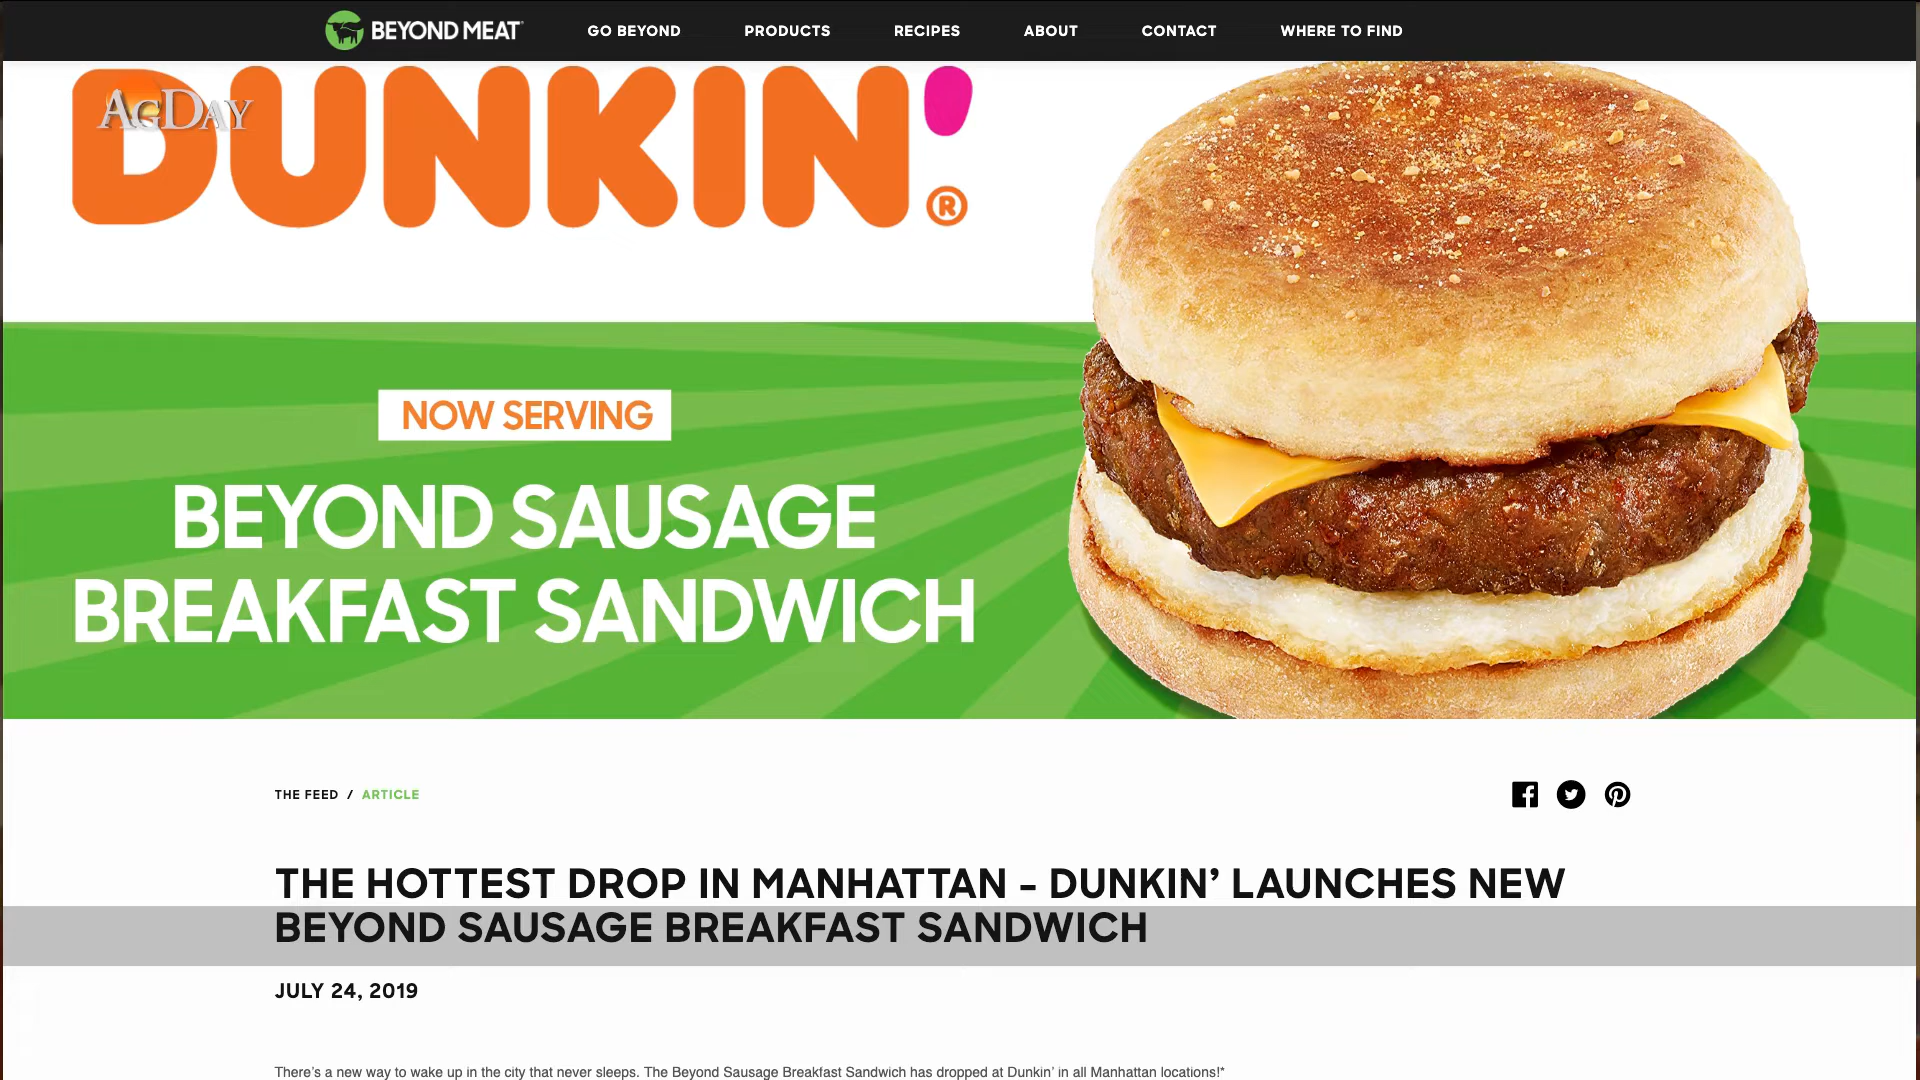 BEYOND MEAT
GO BEYOND
PRODUCTS
RECIPES
ABOUT
CONTACT
WHERE TO FIND
AGDAY
DUNKIN'®
NOW SERVING
BEYOND SAUSAGE
BREAKFAST SANDWICH
THE FEED / ARTICLE
THE HOTTEST DROP IN MANHATTAN – DUNKIN’ LAUNCHES NEW
BEYOND SAUSAGE BREAKFAST SANDWICH
JULY 24, 2019
There’s a new way to wake up in the city that never sleeps. The Beyond Sausage Breakfast Sandwich has dropped at Dunkin’ in all Manhattan locations!*